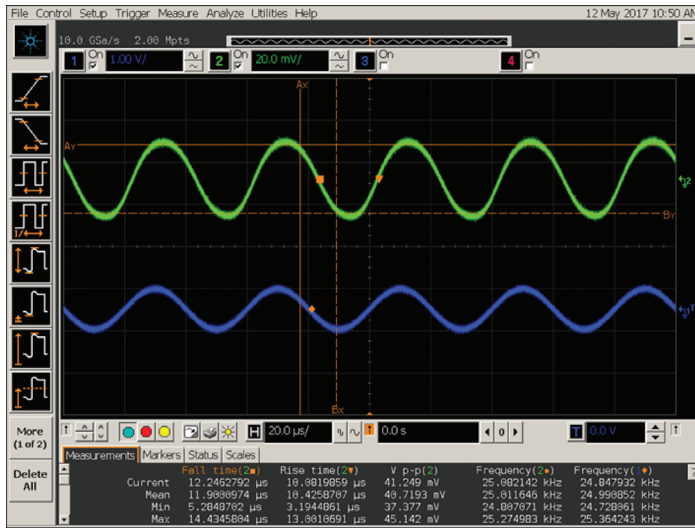 File Control Setup Trigger Measure Analyze Utilities Help 12 May 2017 10:50 AM
10.0 GSa/s 2.00 Mpts
1 On 1.00 V/ 2 On 20.0 mV/ 3 On 4 On
Ax
Ay
2
By
1 T
Bx
More
(1 of 2)
Delete
All
H 20.0 µs/ 0.0 s 0 T 0.0 V
Measurements Markers Status Scales
Fall time(2■) Rise time(2▼) V p-p(2) Frequency(2●) Frequency(1♦)
Current 12.2462792 µs 10.0819859 µs 41.249 mV 25.082142 kHz 24.847932 kHz
Mean 11.9000974 µs 10.4258707 µs 40.7193 mV 25.011646 kHz 24.990852 kHz
Min 5.2848702 µs 3.1944861 µs 37.377 mV 24.807071 kHz 24.728061 kHz
Max 14.4345804 µs 13.0010691 µs 45.142 mV 25.274983 kHz 25.364243 kHz